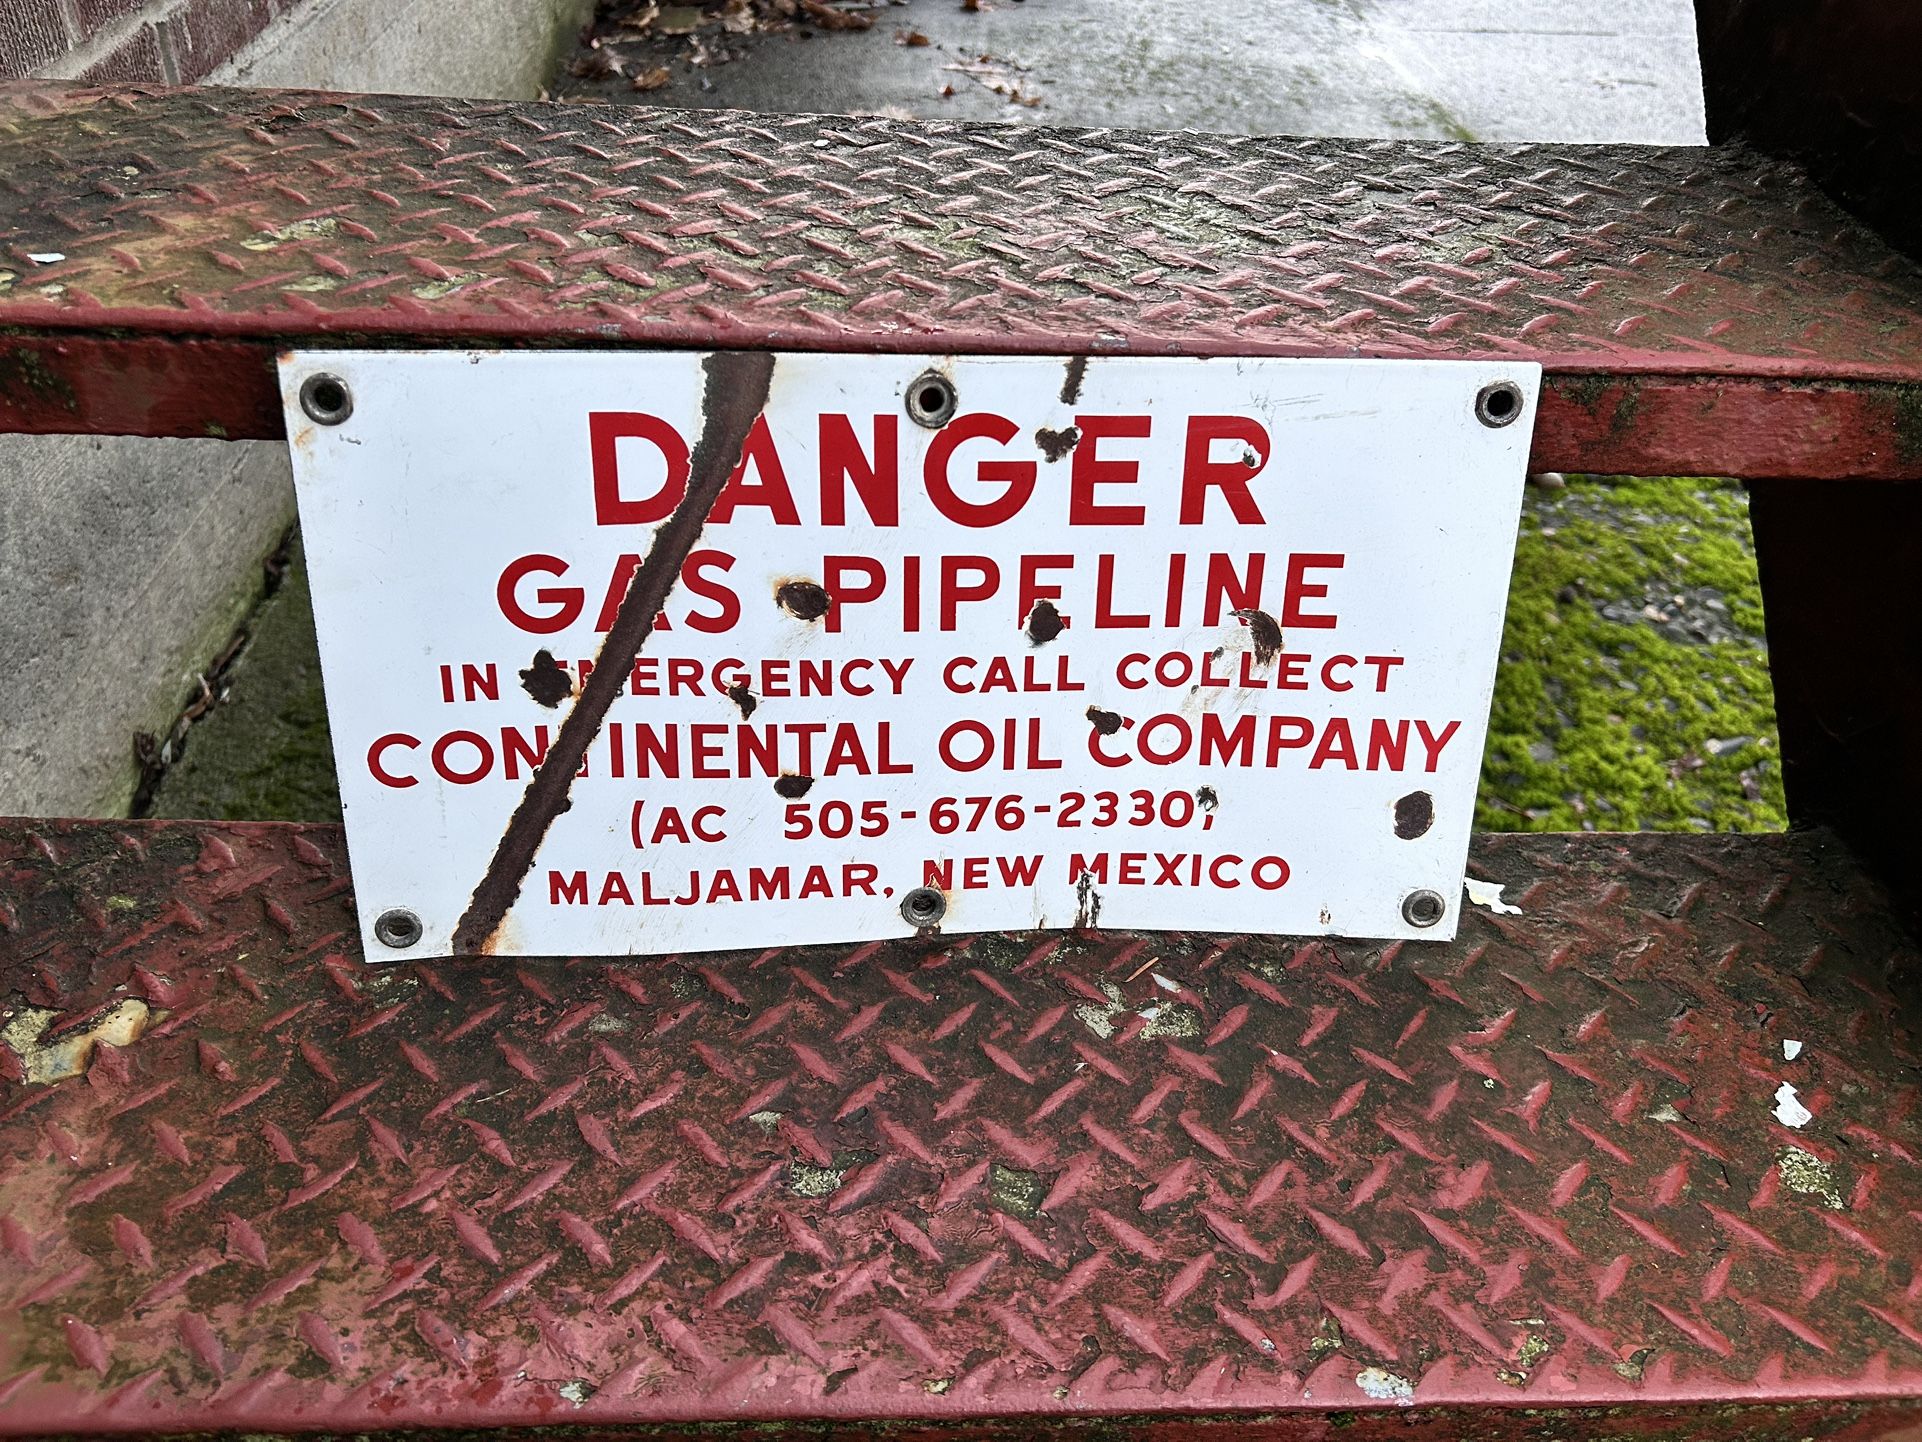 DANGER
GAS PIPELINE
IN EMERGENCY CALL COLLECT
CONTINENTAL OIL COMPANY
(AC 505-676-2330)
MALJAMAR, NEW MEXICO